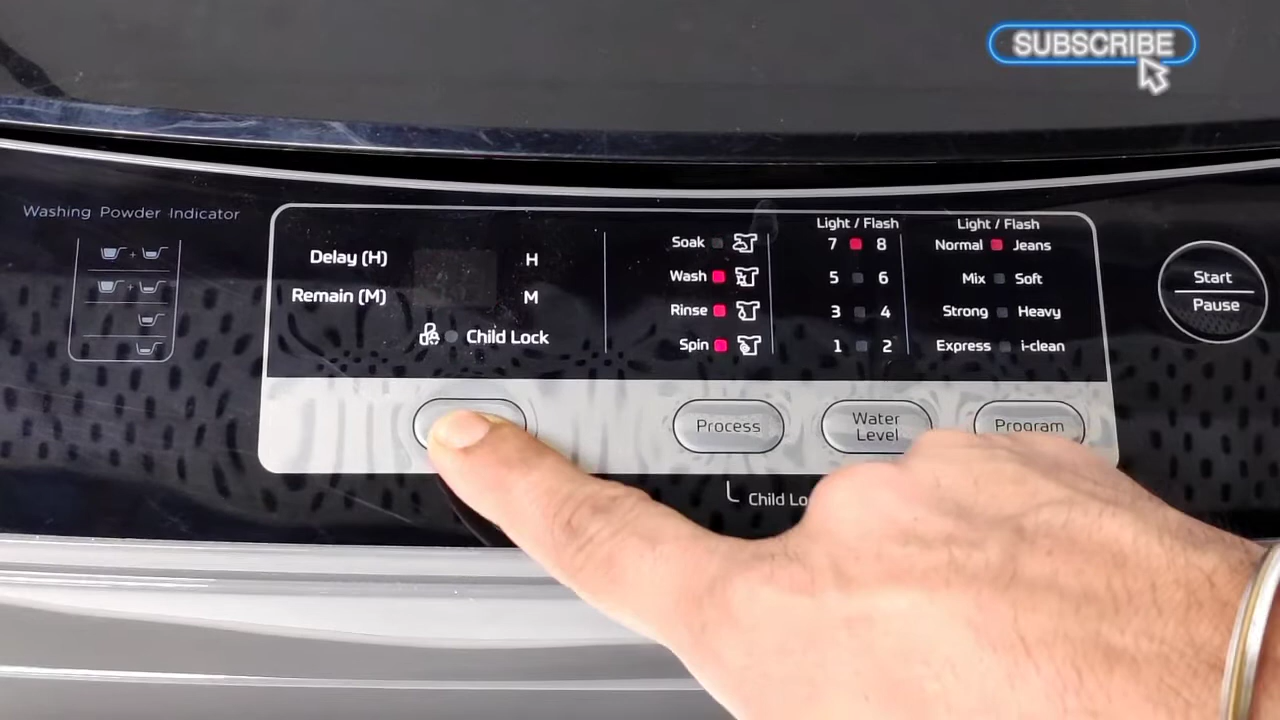 SUBSCRIBE
Washing Powder Indicator
Delay (H) H
Remain (M) M
Child Lock
Soak
Wash
Rinse
Spin
Light / Flash
7 8
5 6
3 4
1 2
Light / Flash
Normal Jeans
Mix Soft
Strong Heavy
Express i-clean
Start
Pause
Process
Water
Level
Program
Child